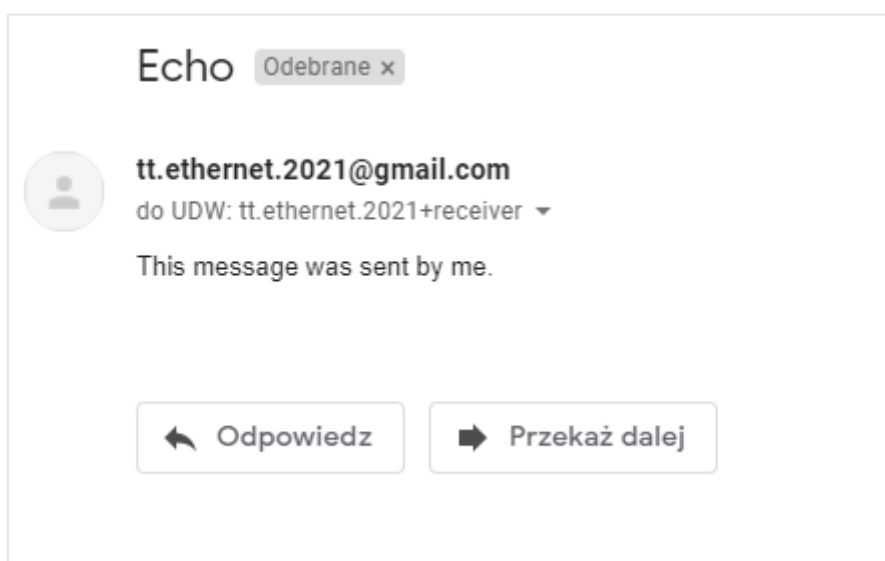 Echo Odebrane ×
tt.ethernet.2021@gmail.com
do UDW: tt.ethernet.2021+receiver
This message was sent by me.
Odpowiedz Przekaż dalej